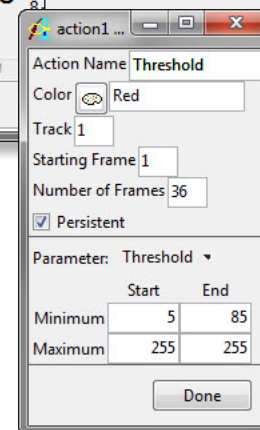 action1 ...
Action Name Threshold
Color Red
Track 1
Starting Frame 1
Number of Frames 36
Persistent
Parameter: Threshold
Start End
Minimum 5 85
Maximum 255 255
Done